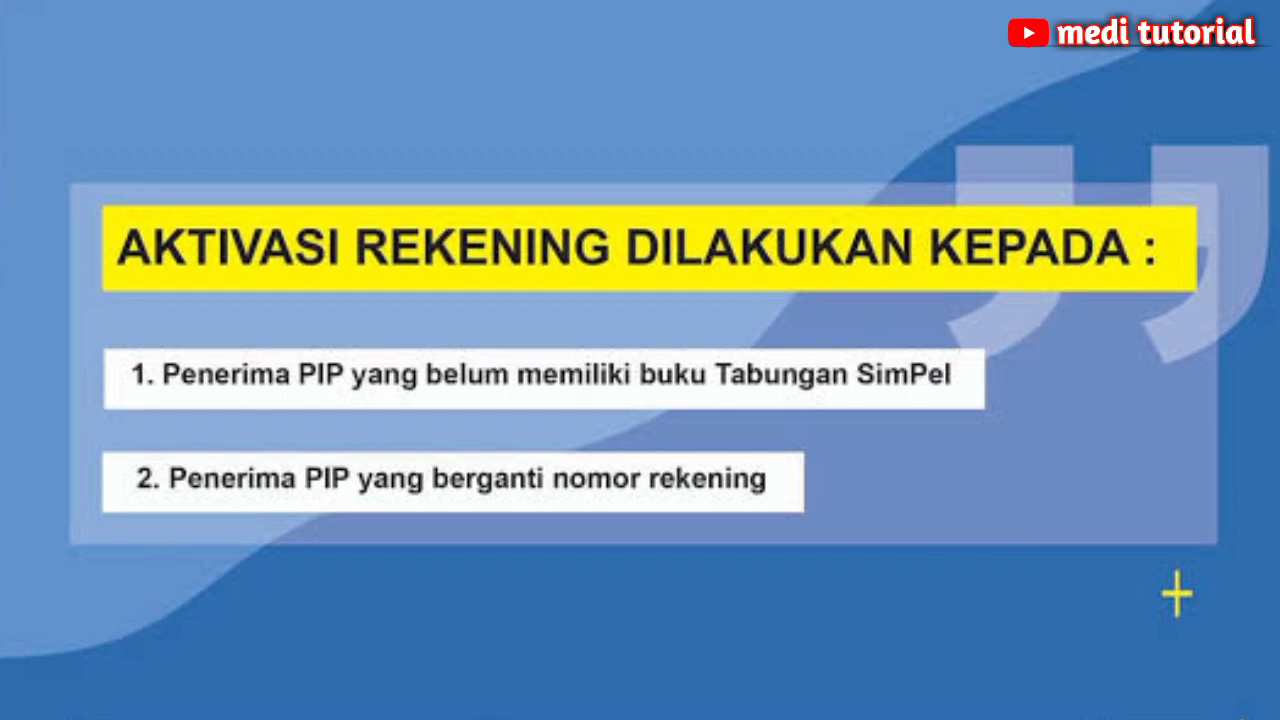 medi tutorial
AKTIVASI REKENING DILAKUKAN KEPADA :
1. Penerima PIP yang belum memiliki buku Tabungan SimPel
2. Penerima PIP yang berganti nomor rekening